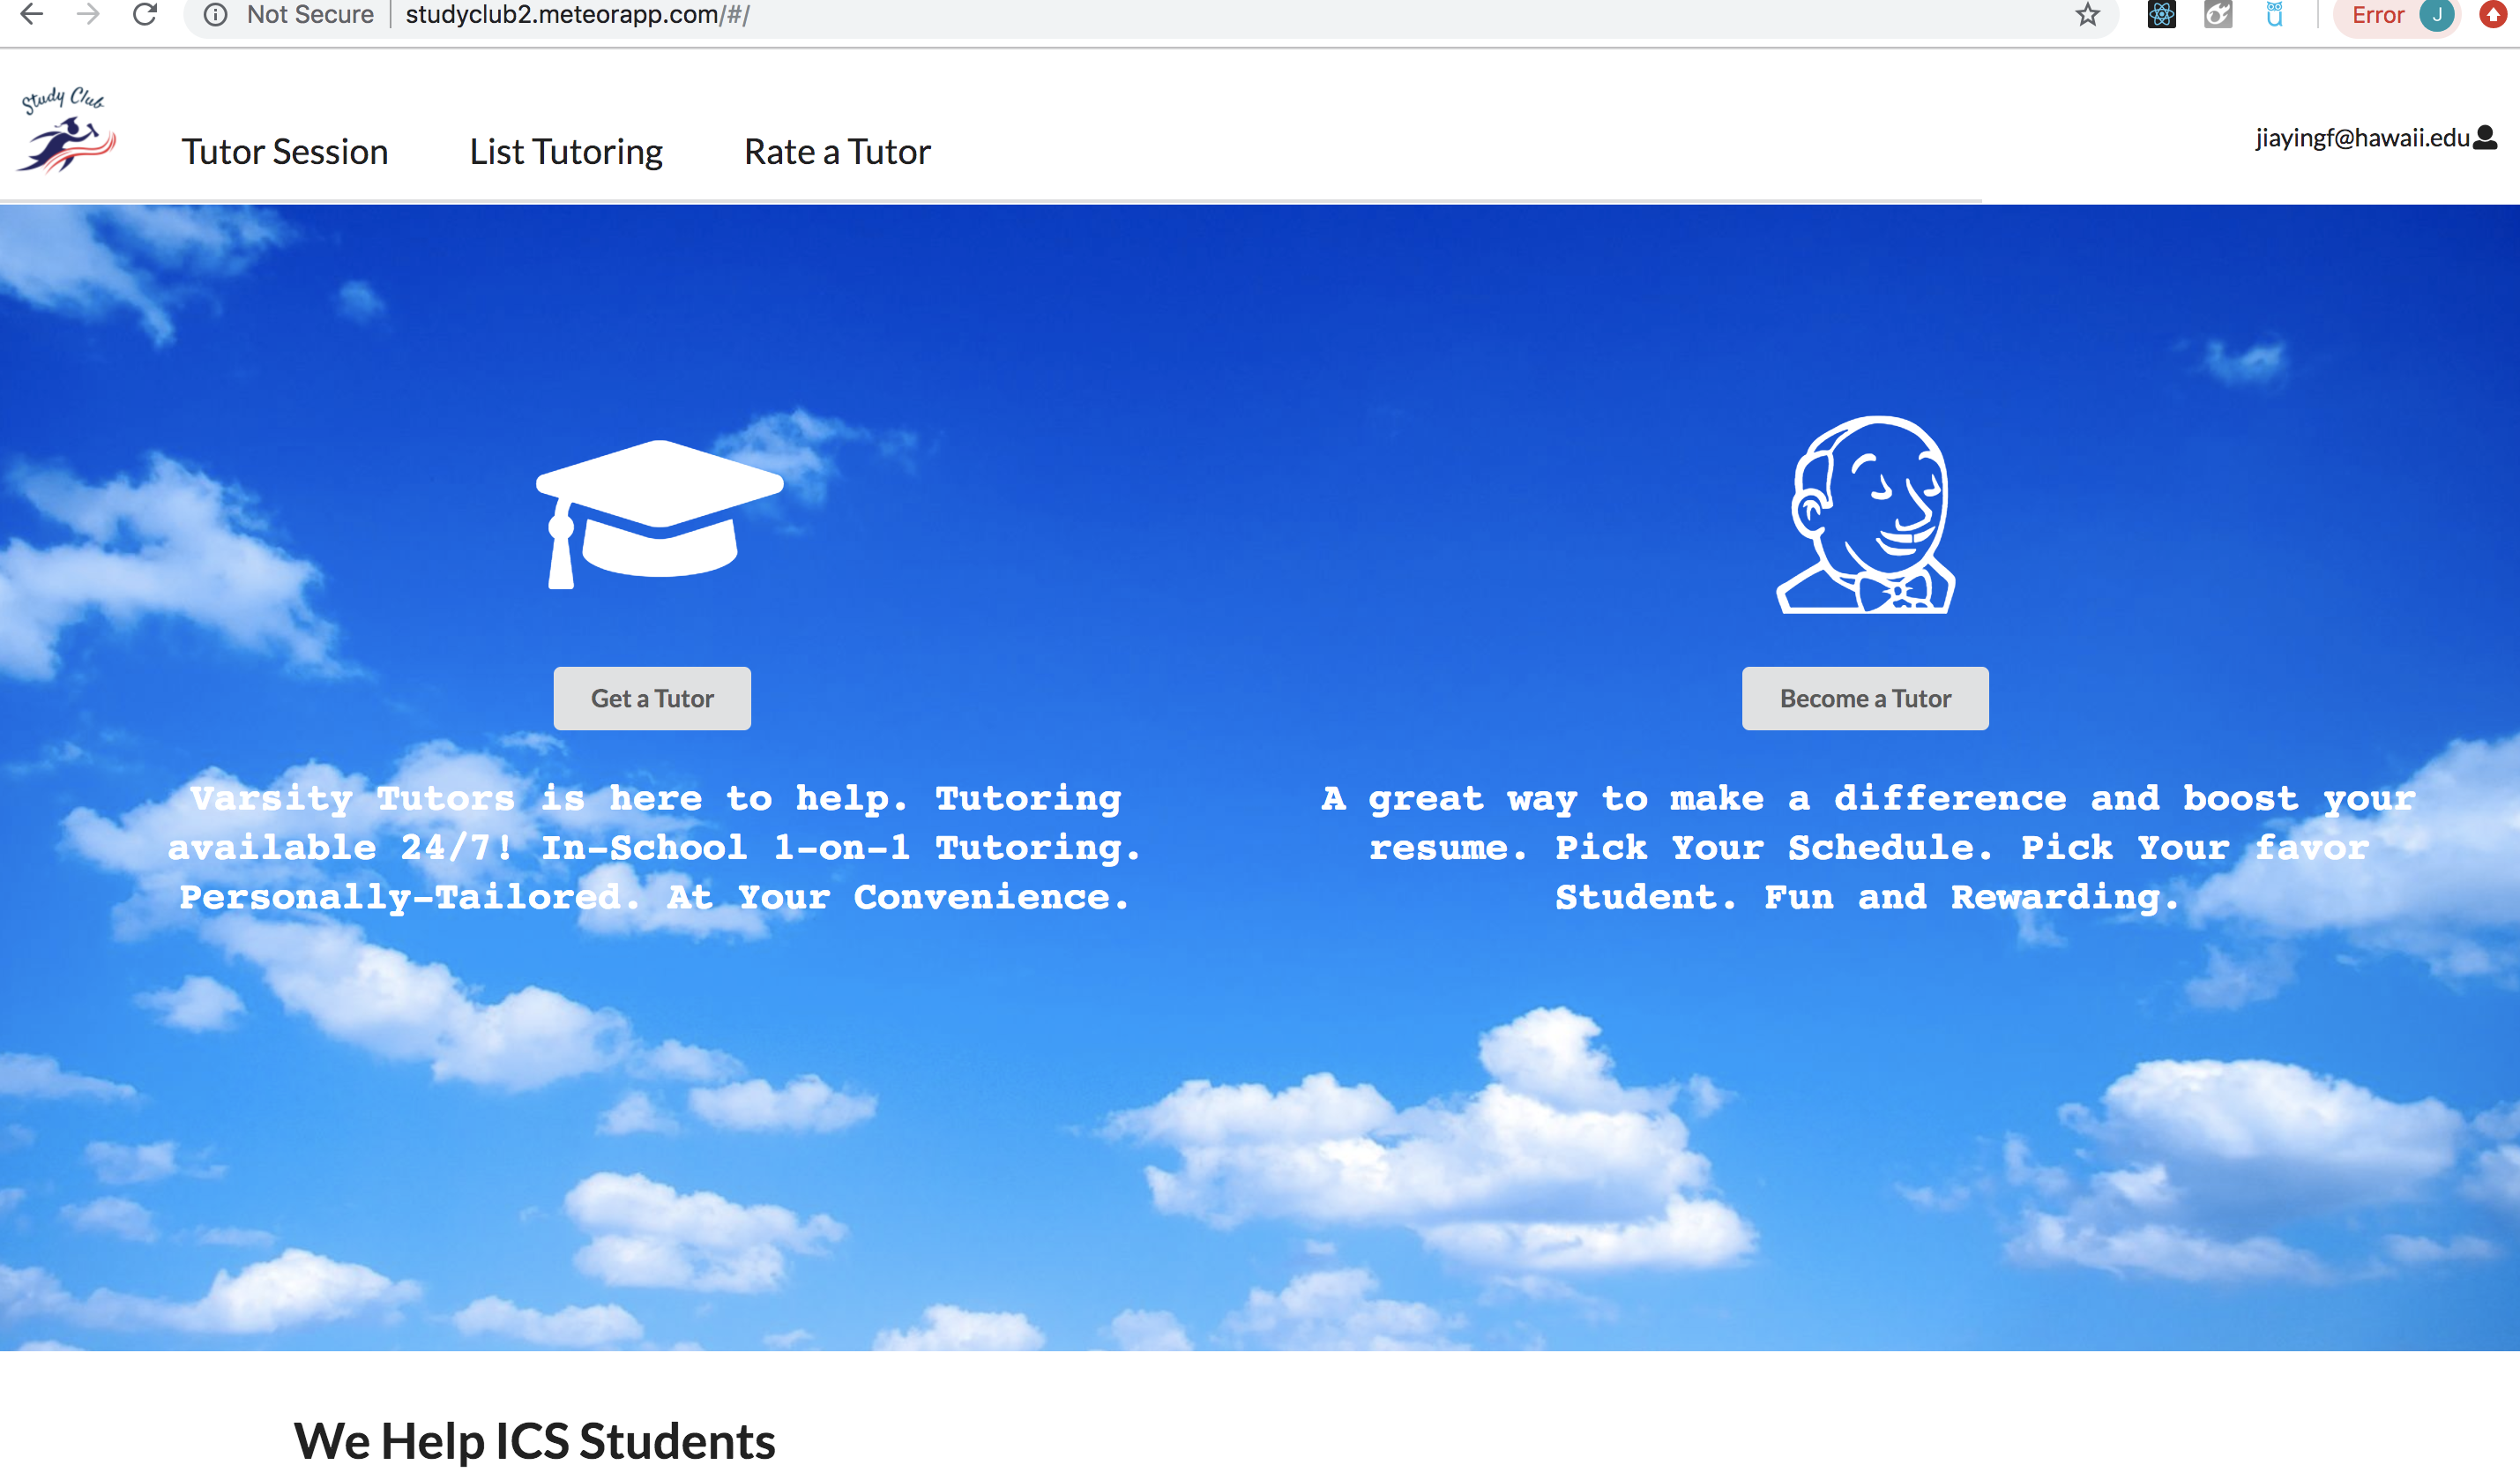 Not Secure | studyclub2.meteorapp.com/#/ Error J
Study Club
Tutor Session List Tutoring Rate a Tutor jiayingf@hawaii.edu
Get a Tutor
Become a Tutor
Varsity Tutors is here to help. Tutoring
available 24/7! In-School 1-on-1 Tutoring.
Personally-Tailored. At Your Convenience.
A great way to make a difference and boost your
resume. Pick Your Schedule. Pick Your favor
Student. Fun and Rewarding.
We Help ICS Students